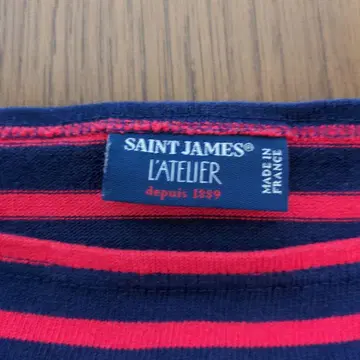 SAINT JAMES®
L'ATELIER
depuis 1889
MADE IN
FRANCE